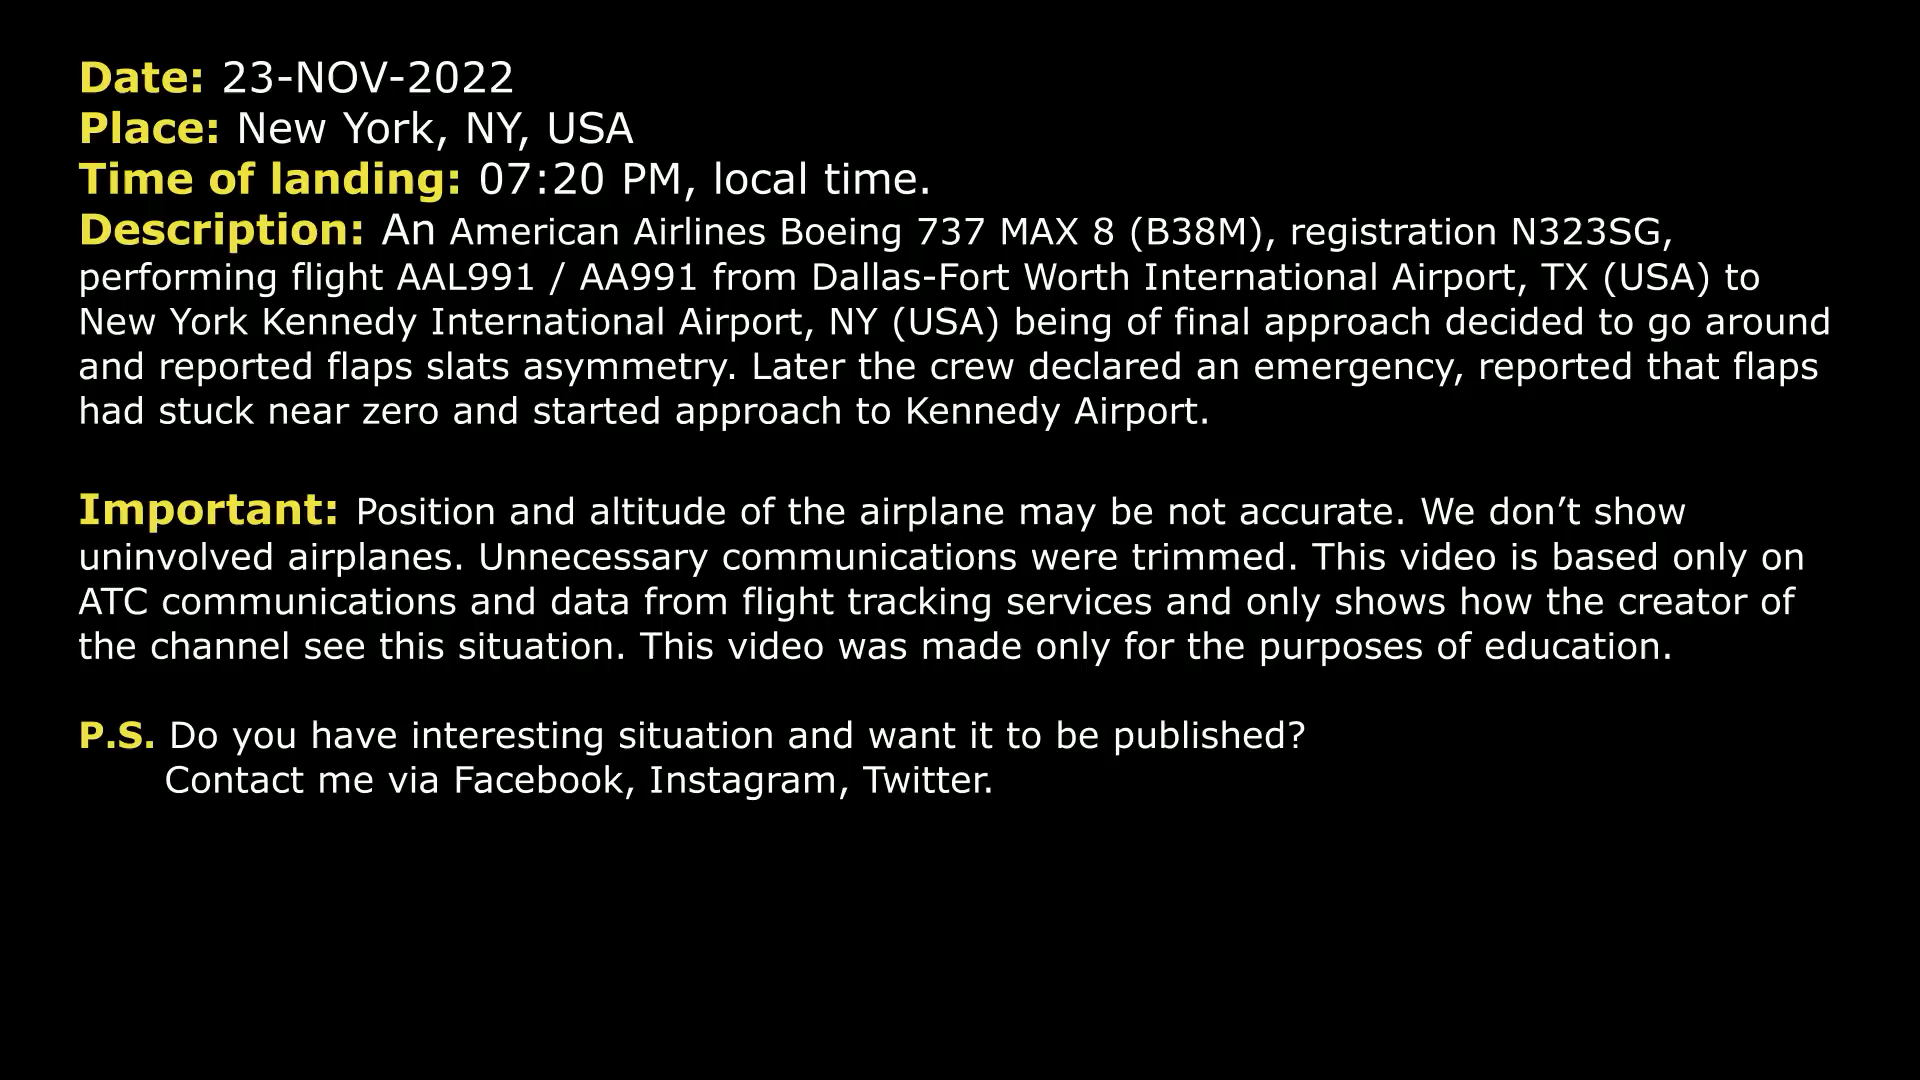 Date: 23-NOV-2022
Place: New York, NY, USA
Time of landing: 07:20 PM, local time.
Description: An American Airlines Boeing 737 MAX 8 (B38M), registration N323SG,
performing flight AAL991 / AA991 from Dallas-Fort Worth International Airport, TX (USA) to
New York Kennedy International Airport, NY (USA) being of final approach decided to go around
and reported flaps slats asymmetry. Later the crew declared an emergency, reported that flaps
had stuck near zero and started approach to Kennedy Airport.
Important: Position and altitude of the airplane may be not accurate. We don’t show
uninvolved airplanes. Unnecessary communications were trimmed. This video is based only on
ATC communications and data from flight tracking services and only shows how the creator of
the channel see this situation. This video was made only for the purposes of education.
P.S. Do you have interesting situation and want it to be published?
Contact me via Facebook, Instagram, Twitter.